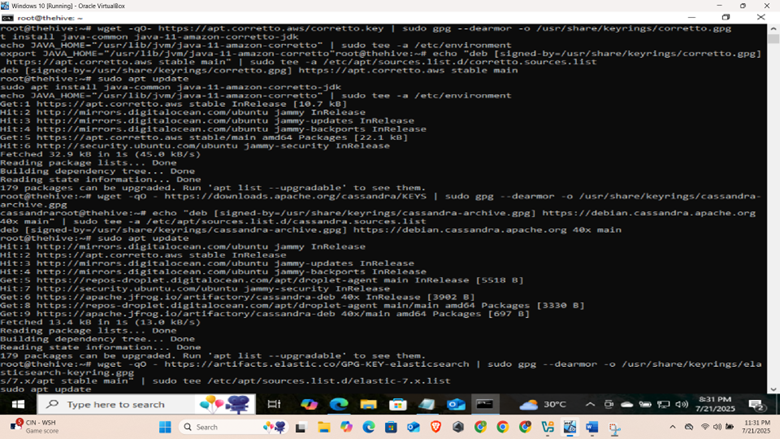 Windows 10 [Running] - Oracle VirtualBox
root@thehive: ~
root@thehive:~# wget -qO- https://apt.corretto.aws/corretto.key | sudo gpg --dearmor -o /usr/share/keyrings/corretto.gpg
t install java-common java-11-amazon-corretto-jdk
echo JAVA_HOME="/usr/lib/jvm/java-11-amazon-corretto" | sudo tee -a /etc/environment
export JAVA_HOME="/usr/lib/jvm/java-11-amazon-corretto"root@thehive:~# echo "deb [signed-by=/usr/share/keyrings/corretto.gpg]
https://apt.corretto.aws stable main" | sudo tee -a /etc/apt/sources.list.d/corretto.sources.list
deb [signed-by=/usr/share/keyrings/corretto.gpg] https://apt.corretto.aws stable main
root@thehive:~# sudo apt update
sudo apt install java-common java-11-amazon-corretto-jdk
echo JAVA_HOME="/usr/lib/jvm/java-11-amazon-corretto" | sudo tee -a /etc/environment
Get:1 https://apt.corretto.aws stable InRelease [10.7 kB]
Hit:2 http://mirrors.digitalocean.com/ubuntu jammy InRelease
Hit:3 http://mirrors.digitalocean.com/ubuntu jammy-updates InRelease
Hit:4 http://mirrors.digitalocean.com/ubuntu jammy-backports InRelease
Get:5 https://apt.corretto.aws stable/main amd64 Packages [22.1 kB]
Hit:6 http://security.ubuntu.com/ubuntu jammy-security InRelease
Fetched 32.9 kB in 1s (45.0 kB/s)
Reading package lists... Done
Building dependency tree... Done
Reading state information... Done
179 packages can be upgraded. Run 'apt list --upgradable' to see them.
root@thehive:~# wget -qO - https://downloads.apache.org/cassandra/KEYS | sudo gpg --dearmor -o /usr/share/keyrings/cassandra-
archive.gpg
cassandraroot@thehive:~# echo "deb [signed-by=/usr/share/keyrings/cassandra-archive.gpg] https://debian.cassandra.apache.org
40x main" | sudo tee -a /etc/apt/sources.list.d/cassandra.sources.list
deb [signed-by=/usr/share/keyrings/cassandra-archive.gpg] https://debian.cassandra.apache.org 40x main
root@thehive:~# sudo apt update
Hit:1 http://mirrors.digitalocean.com/ubuntu jammy InRelease
Hit:2 https://apt.corretto.aws stable InRelease
Hit:3 http://mirrors.digitalocean.com/ubuntu jammy-updates InRelease
Hit:4 http://mirrors.digitalocean.com/ubuntu jammy-backports InRelease
Get:5 https://repos-droplet.digitalocean.com/apt/droplet-agent main InRelease [5518 B]
Hit:7 http://security.ubuntu.com/ubuntu jammy-security InRelease
Get:6 https://apache.jfrog.io/artifactory/cassandra-deb 40x InRelease [3902 B]
Get:8 https://repos-droplet.digitalocean.com/apt/droplet-agent main/main amd64 Packages [3330 B]
Get:9 https://apache.jfrog.io/artifactory/cassandra-deb 40x/main amd64 Packages [697 B]
Fetched 13.4 kB in 1s (13.0 kB/s)
Reading package lists... Done
Building dependency tree... Done
Reading state information... Done
179 packages can be upgraded. Run 'apt list --upgradable' to see them.
root@thehive:~# wget -qO - https://artifacts.elastic.co/GPG-KEY-elasticsearch | sudo gpg --dearmor -o /usr/share/keyrings/ela
sticsearch-keyring.gpg
s/7.x/apt stable main" | sudo tee /etc/apt/sources.list.d/elastic-7.x.list
sudo apt update
Type here to search
30°C
8:31 PM
7/21/2025
2
CIN - WSH
Game score
Search
11:31 PM
7/21/2025